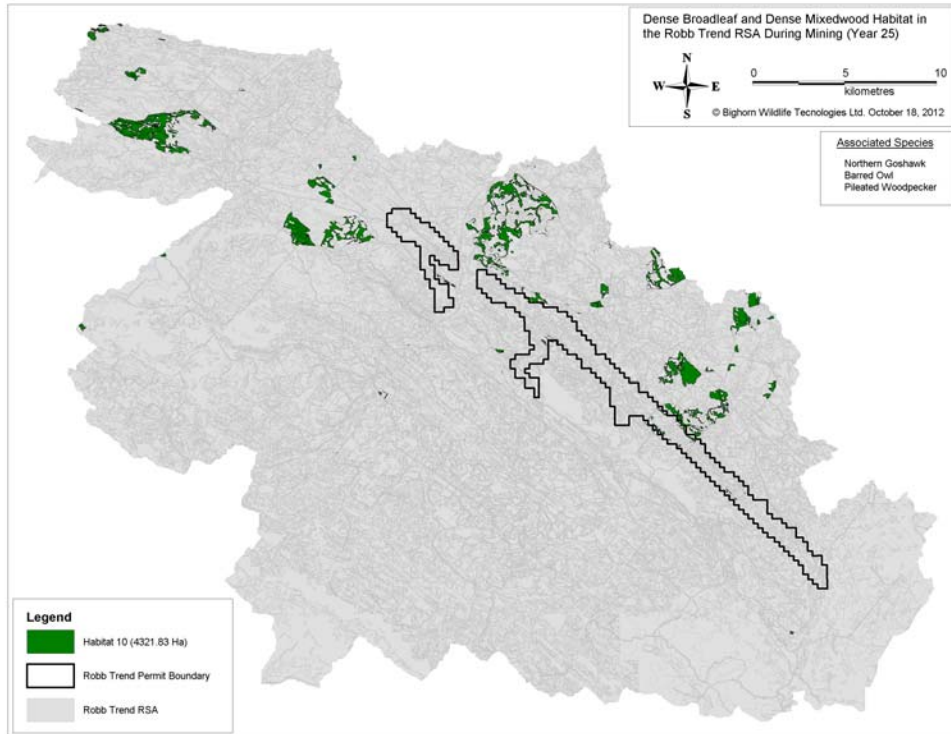 Dense Broadleaf and Dense Mixedwood Habitat in
the Robb Trend RSA During Mining (Year 25)
N
W E
S
0 5 10
kilometres
© Bighorn Wildlife Tecnologies Ltd. October 18, 2012
Associated Species
Northern Goshawk
Barred Owl
Pileated Woodpecker
Legend
Habitat 10 (4321.83 Ha)
Robb Trend Permit Boundary
Robb Trend RSA